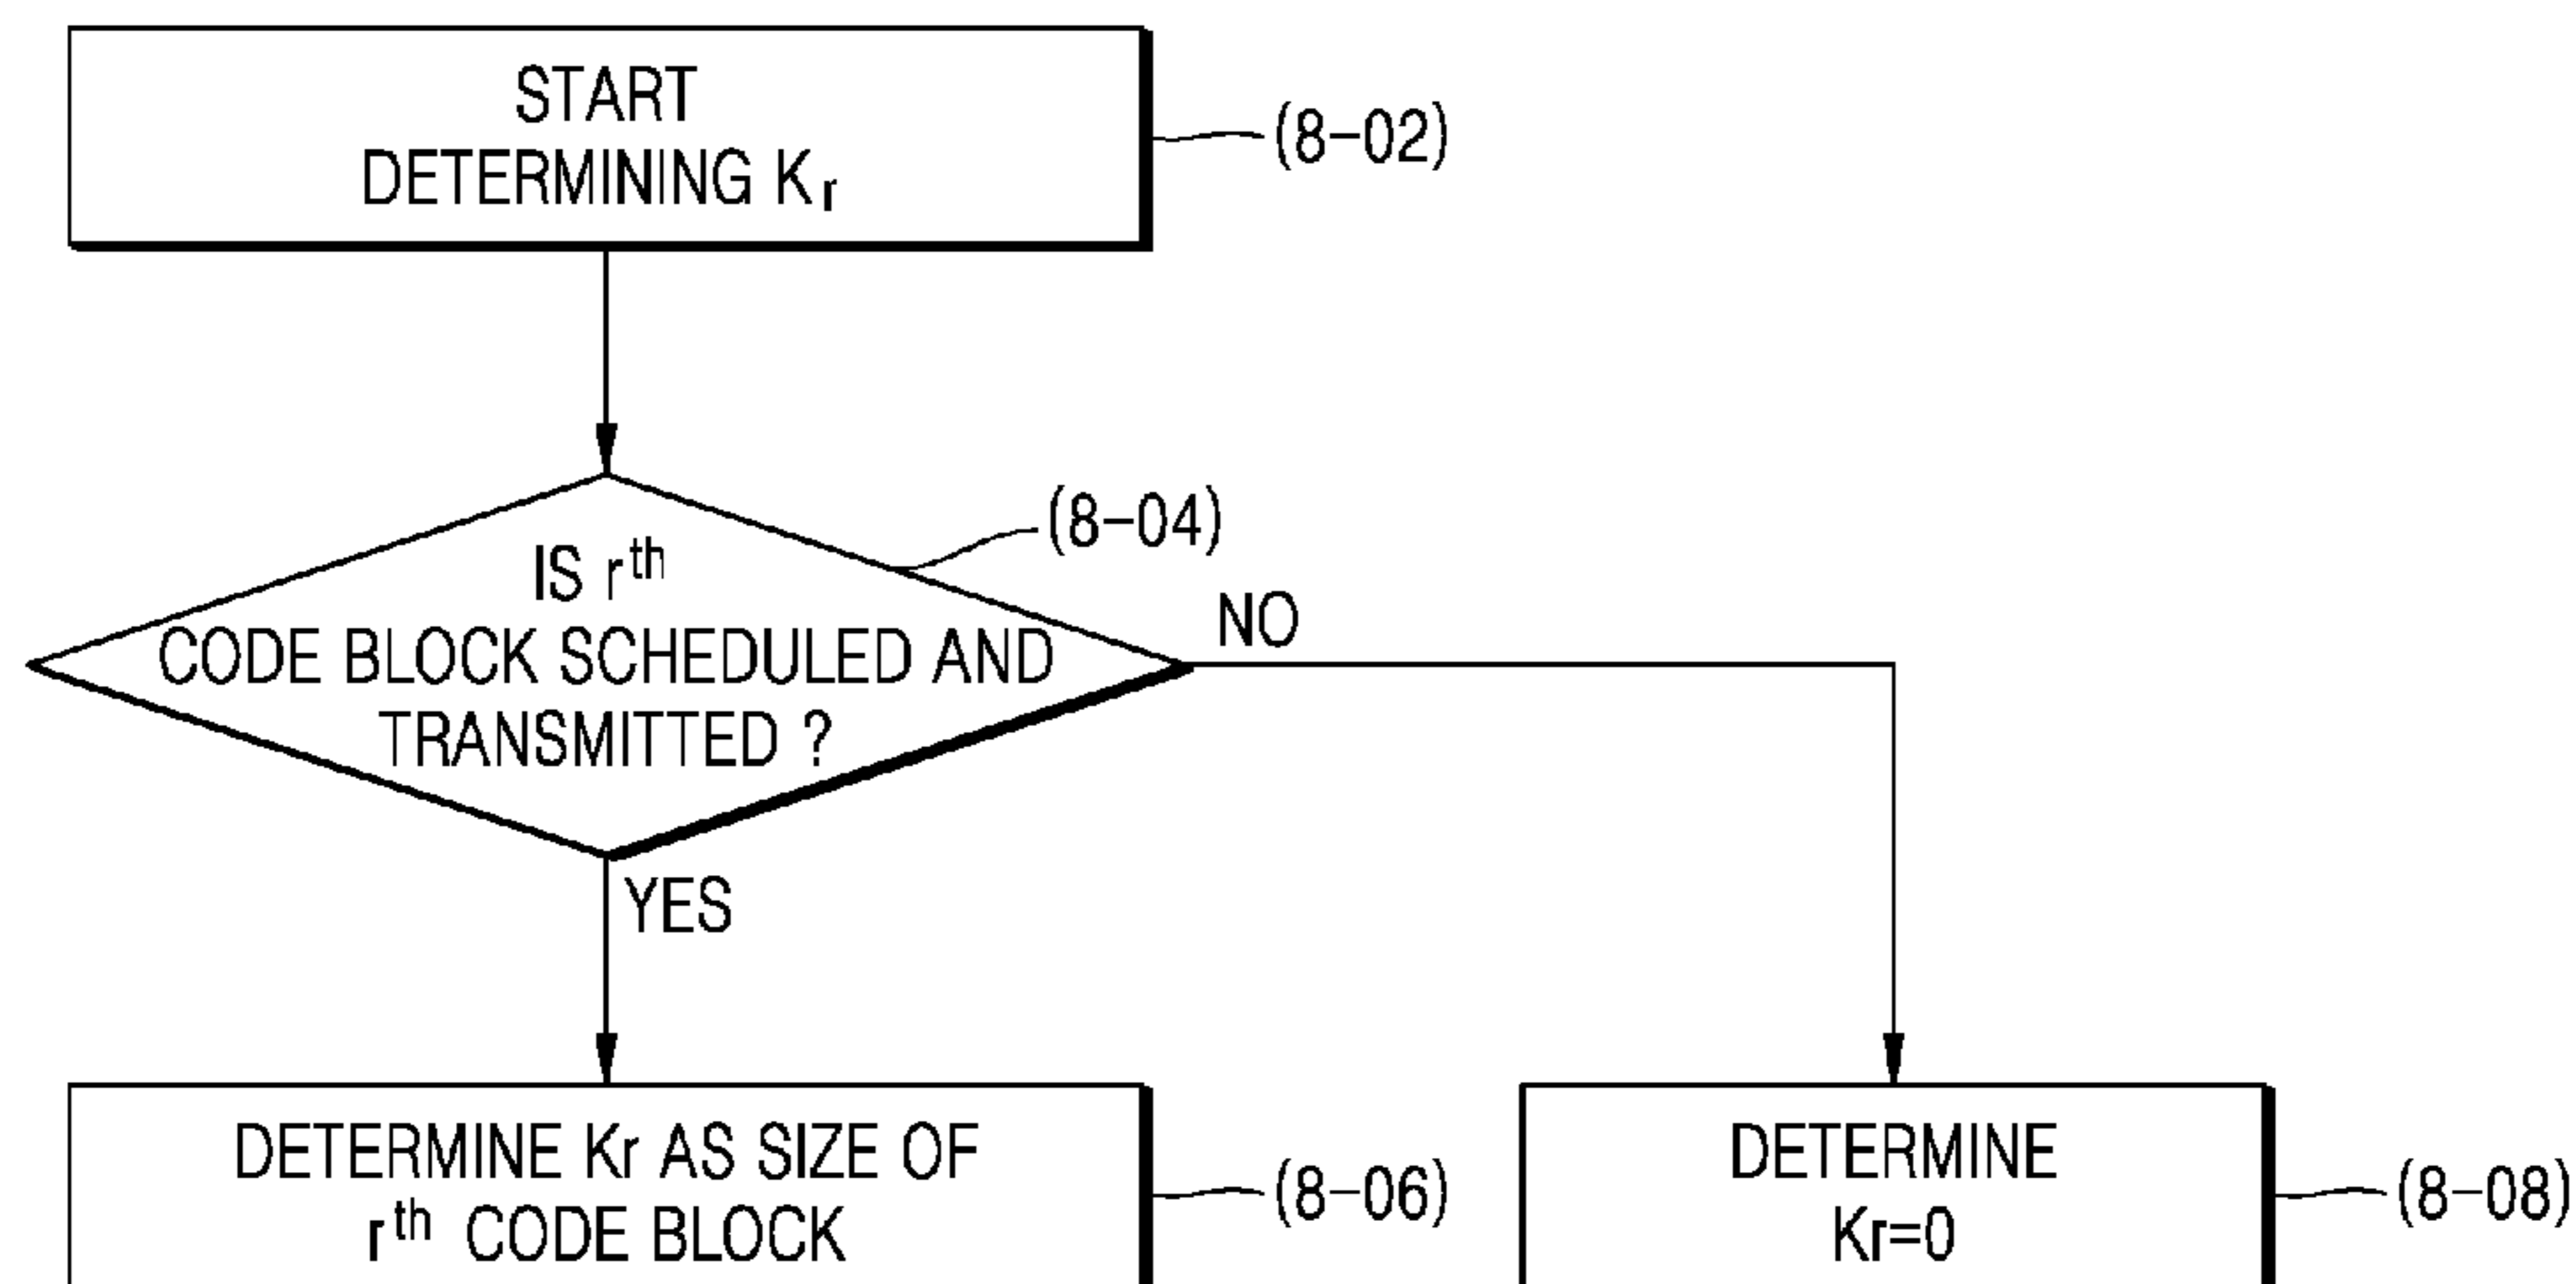 START
DETERMINING Kr
(8-02)
(8-04)
IS rth
CODE BLOCK SCHEDULED AND
TRANSMITTED ?
NO
YES
DETERMINE Kr AS SIZE OF
rth CODE BLOCK
(8-06)
DETERMINE
Kr=0
(8-08)